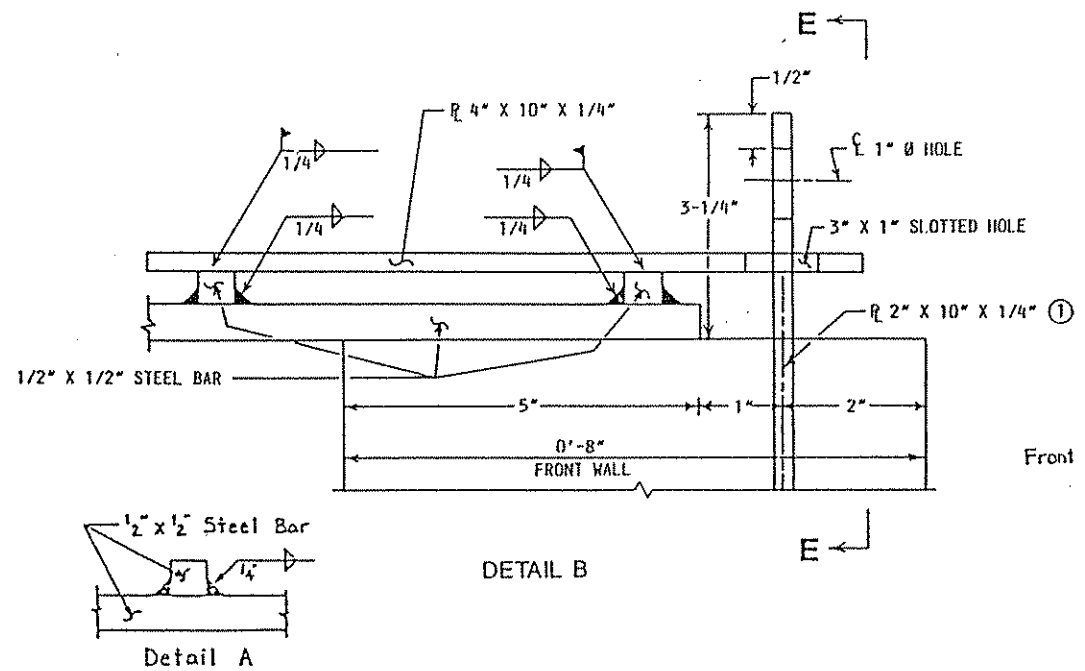 E
1/2"
℄ 1" Ø HOLE
3-1/4"
3" X 1" SLOTTED HOLE
℞ 4" X 10" X 1/4"
1/4
1/4
1/4
1/4
℞ 2" X 10" X 1/4" ①
1/2" X 1/2" STEEL BAR
5"
1"
2"
0'-8"
FRONT WALL
Front
E
DETAIL B
1/2" x 1/2" Steel Bar
1/4"
Detail A